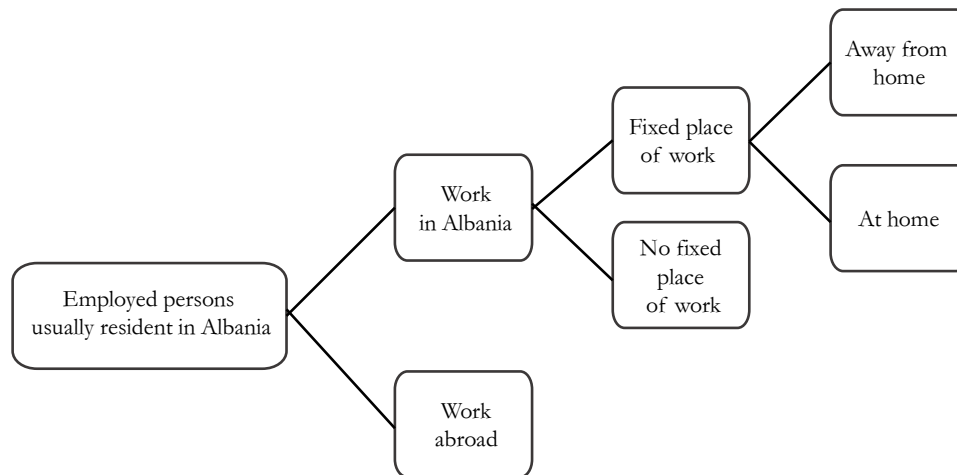 Employed persons
usually resident in Albania
Work
in Albania
Work
abroad
Fixed place
of work
No fixed
place
of work
Away from
home
At home